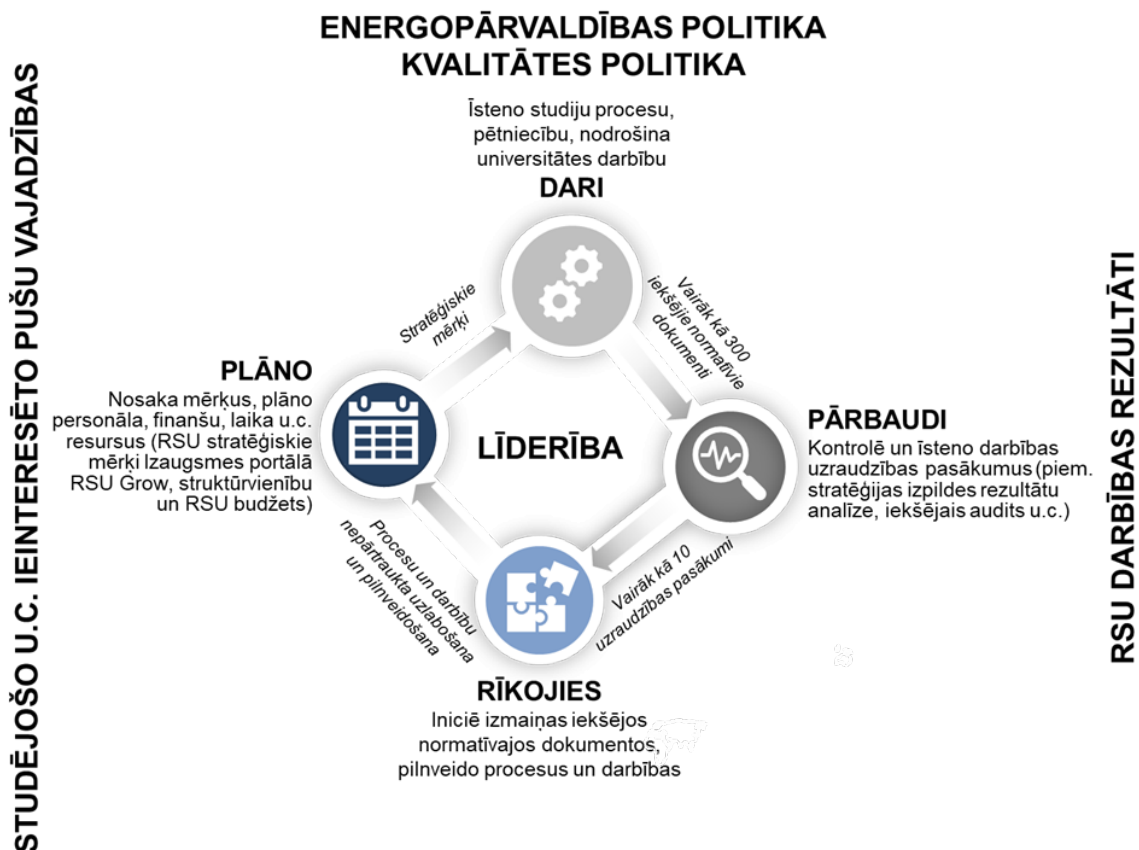 ENERGOPĀRVALDĪBAS POLITIKA
KVALITĀTES POLITIKA
STUDĒJOŠO U.C. IEINTERESĒTO PUŠU VAJADZĪBAS
Īsteno studiju procesu,
pētniecību, nodrošina
universitātes darbību
DARI
Stratēģiskie
mērķi
Vairāk kā 300
iekšējie normatīvie
dokumenti
PLĀNO
Nosaka mērķus, plāno
personāla, finanšu, laika u.c.
resursus (RSU stratēģiskie
mērķi Izaugsmes portālā
RSU Grow, struktūrvienību
un RSU budžets)
LĪDERĪBA
PĀRBAUDI
Kontrolē un īsteno darbības
uzraudzības pasākumus (piem.
stratēģijas izpildes rezultātu
analīze, iekšējais audits u.c.)
Procesu un darbību
nepārtraukta uzlabošana
un pilnveidošana
Vairāk kā 10
uzraudzības pasākumi
RĪKOJIES
Iniciē izmaiņas iekšējos
normatīvajos dokumentos,
pilnveido procesus un darbības
RSU DARBĪBAS REZULTĀTI